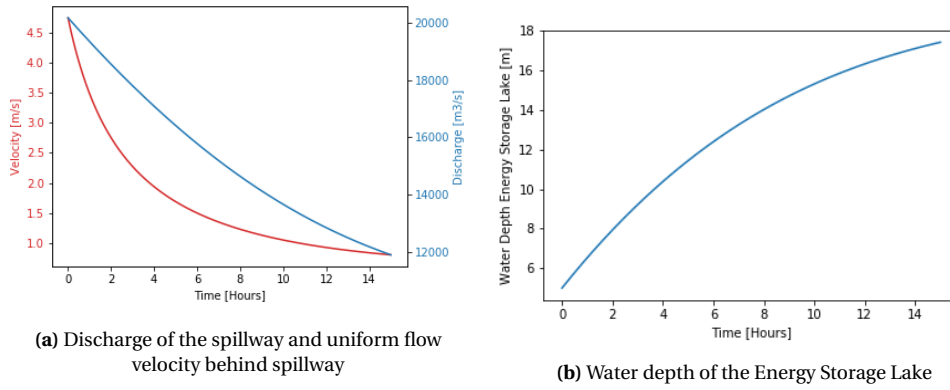 4.5
4.0
3.5
3.0
2.5
2.0
1.5
1.0
Velocity [m/s]
20000
18000
16000
14000
12000
Discharge [m3/s]
0 2 4 6 8 10 12 14
Time [Hours]
(a) Discharge of the spillway and uniform flow
velocity behind spillway
18
16
14
12
10
8
6
Water Depth Energy Storage Lake [m]
0 2 4 6 8 10 12 14
Time [Hours]
(b) Water depth of the Energy Storage Lake